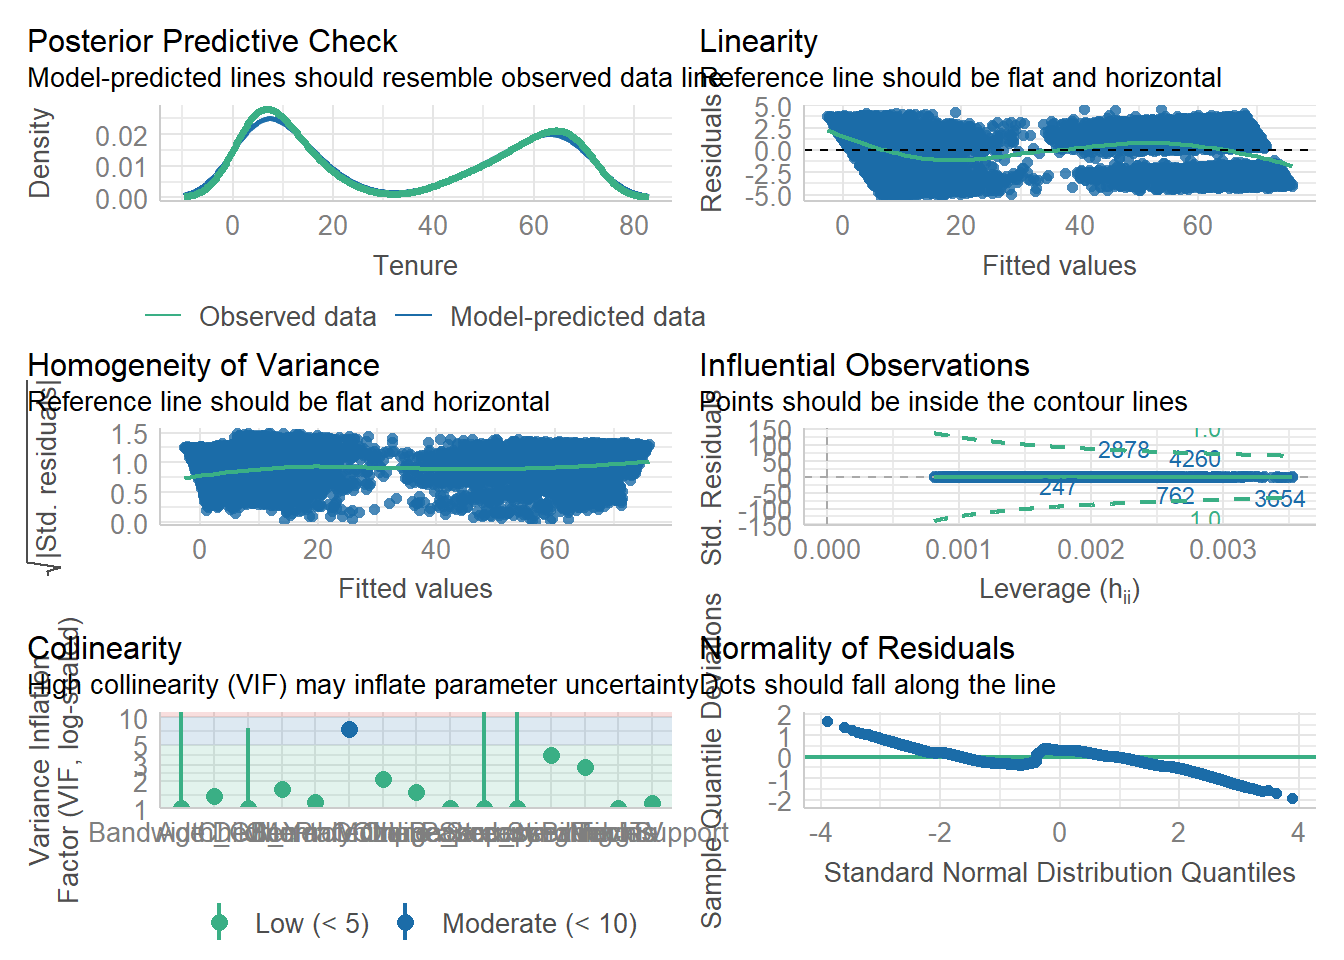 Posterior Predictive Check
Model-predicted lines should resemble observed data line
Density
0.02
0.01
0.00
0
20
40
60
80
Tenure
Observed data
Model-predicted data
Linearity
Reference line should be flat and horizontal
Residuals
5.0
2.5
0.0
-2.5
-5.0
0
20
40
60
Fitted values
Homogeneity of Variance
Reference line should be flat and horizontal
√|Std. residuals|
1.5
1.0
0.5
0.0
0
20
40
60
Fitted values
Influential Observations
Points should be inside the contour lines
Std. Residuals
150
100
50
0
-50
-100
-150
1.0
2878
4260
247
762
3654
1.0
0.000
0.001
0.002
0.003
Leverage (hii)
Collinearity
High collinearity (VIF) may inflate parameter uncertainty
Variance Inflation
Factor (VIF, log-scaled)
10
5
3
2
1
Low (< 5)
Moderate (< 10)
Normality of Residuals
Dots should fall along the line
Sample Quantile Deviations
2
1
0
-1
-2
-4
-2
0
2
4
Standard Normal Distribution Quantiles